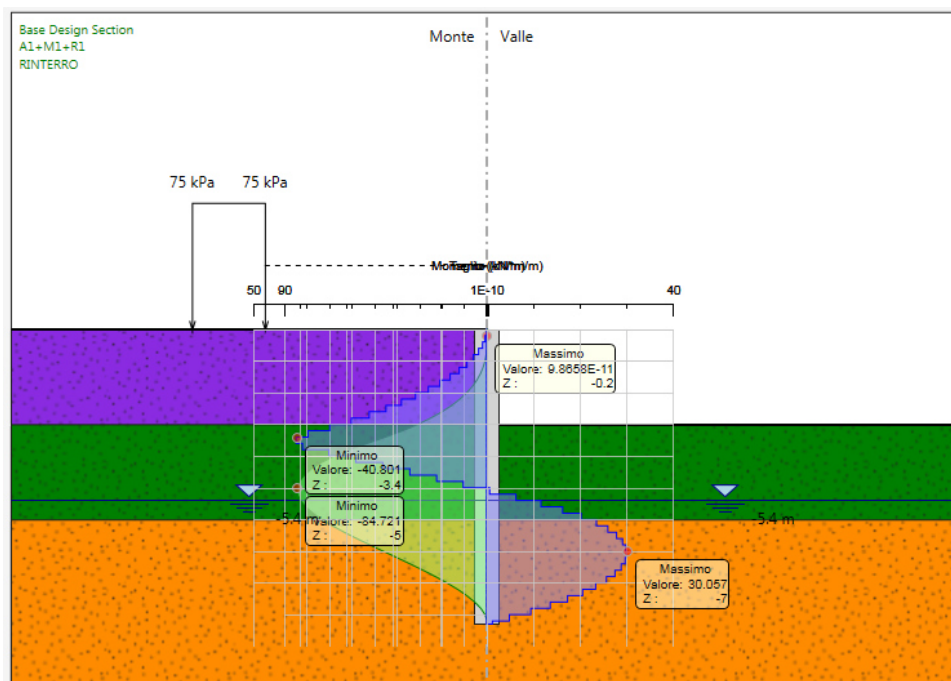 Base Design Section
A1+M1+R1
RINTERRO
Monte
Valle
75 kPa 75 kPa
50 90 1E-10 40
Massimo
Valore: 9.8658E-11
Z : -0.2
Minimo
Valore: -40.801
Z : -3.4
Minimo
Valore: -84.721
Z : -5
-5.4 m
-5.4 m
Massimo
Valore: 30.057
Z : -7